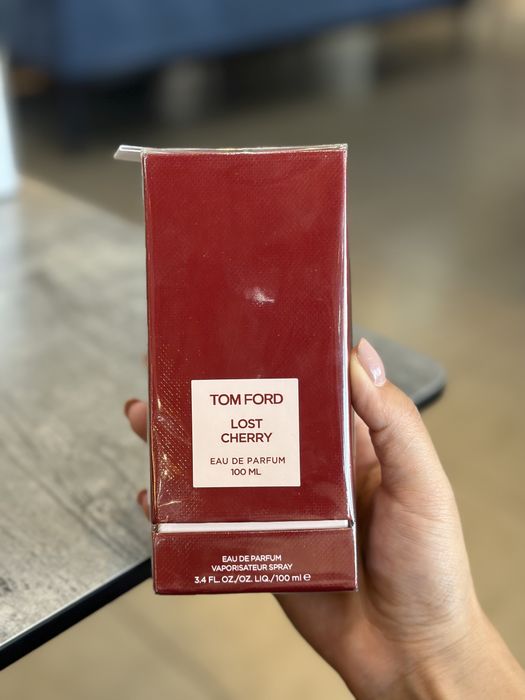 TOM FORD
LOST
CHERRY
EAU DE PARFUM
100 ML
EAU DE PARFUM
VAPORISATEUR SPRAY
3.4 FL. OZ./OZ. LIQ./100 ml ℮